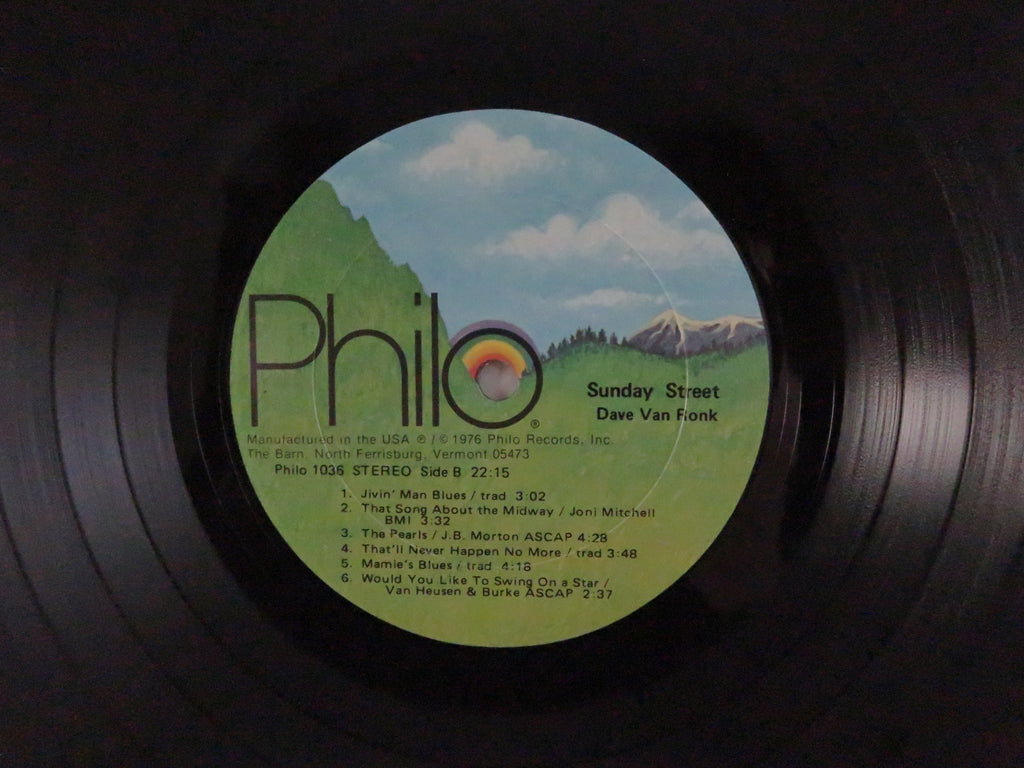 Philo®
Sunday Street
Dave Van Ronk
Manufactured in the USA ℗ / © 1976 Philo Records, Inc.
The Barn, North Ferrisburg, Vermont 05473
Philo 1036 STEREO Side B 22:15
1. Jivin' Man Blues / trad 3:02
2. That Song About the Midway / Joni Mitchell
BMI 3:32
3. The Pearls / J.B. Morton ASCAP 4:28
4. That'll Never Happen No More / trad 3:48
5. Mamie's Blues / trad 4:18
6. Would You Like To Swing On a Star /
Van Heusen & Burke ASCAP 2:37